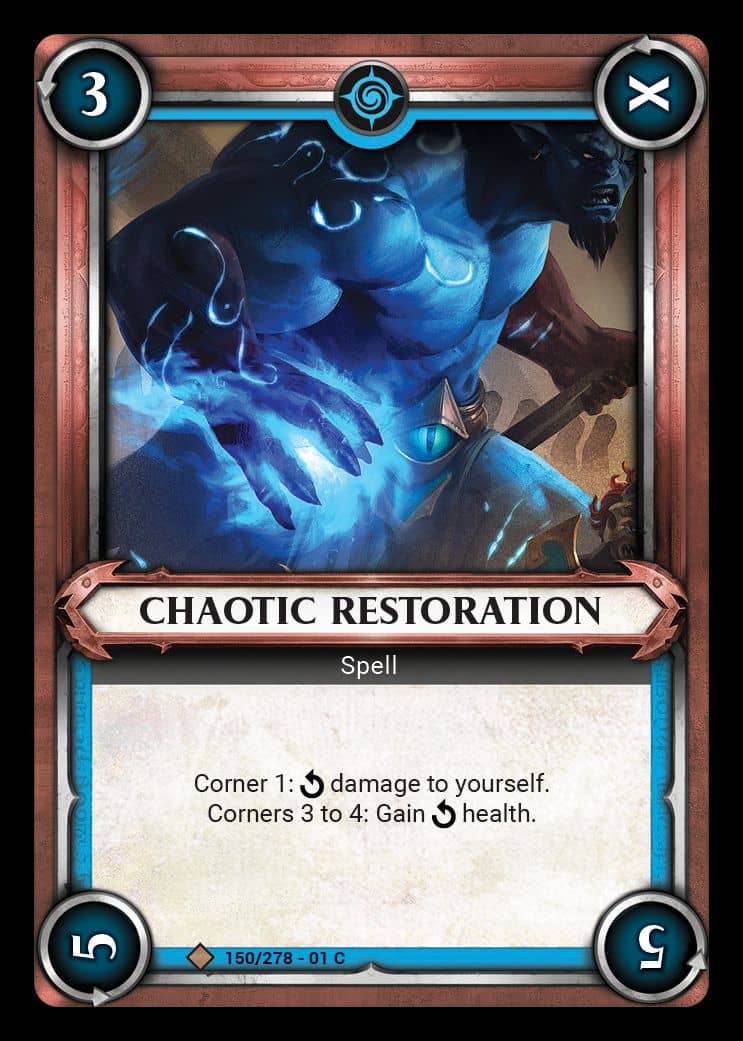 3
X
CHAOTIC RESTORATION
Spell
Corner 1: damage to yourself.
Corners 3 to 4: Gain health.
5
5
150/278 - 01 C